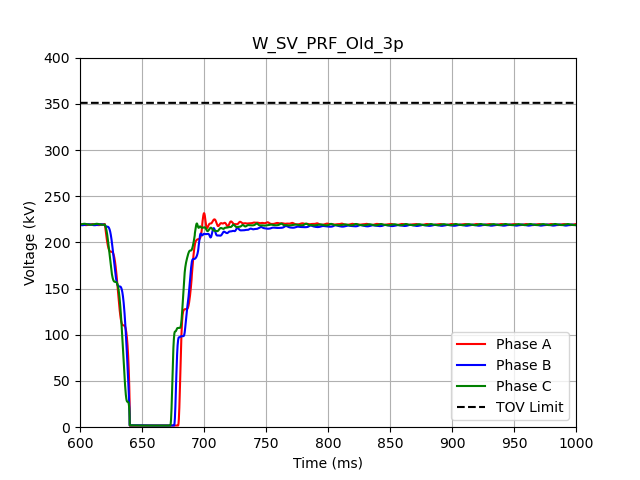 W_SV_PRF_Old_3p
400
350
300
250
200
150
100
50
0
Voltage (kV)
Phase A
Phase B
Phase C
TOV Limit
600 650 700 750 800 850 900 950 1000
Time (ms)